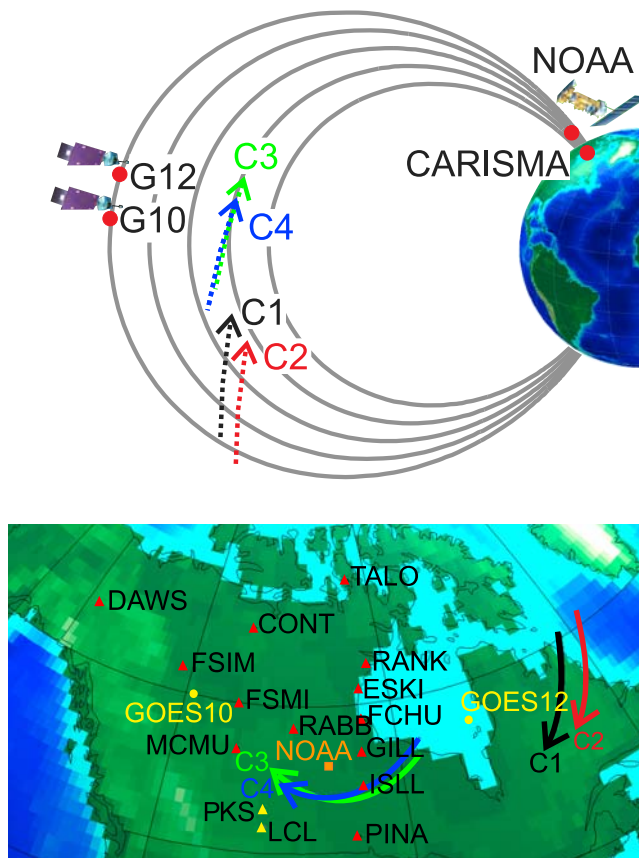 NOAA
CARISMA
C3
G12
G10
C4
C1
C2
TALO
DAWS
CONT
FSIM
RANK
ESKI
FSMI
GOES10
GOES12
FCHU
RABB
MCMU
NOAA
GILL
C3
C2
C1
C4
ISLL
PKS
LCL
PINA